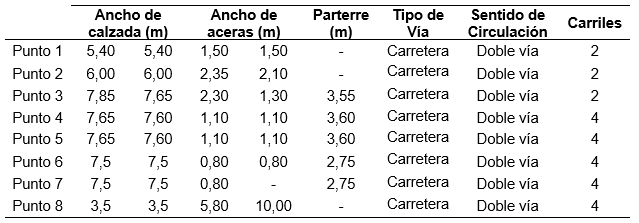 Ancho de calzada (m) Ancho de aceras (m) Parterre (m) Tipo de Vía Sentido de Circulación Carriles
Punto 1 5,40 5,40 1,50 1,50 - Carretera Doble vía 2
Punto 2 6,00 6,00 2,35 2,10 - Carretera Doble vía 2
Punto 3 7,85 7,65 2,30 1,30 3,55 Carretera Doble vía 2
Punto 4 7,65 7,60 1,10 1,10 3,60 Carretera Doble vía 4
Punto 5 7,65 7,60 1,10 1,10 3,60 Carretera Doble vía 4
Punto 6 7,5 7,5 0,80 0,80 2,75 Carretera Doble vía 4
Punto 7 7,5 7,5 0,80 - 2,75 Carretera Doble vía 4
Punto 8 3,5 3,5 5,80 10,00 - Carretera Doble vía 4